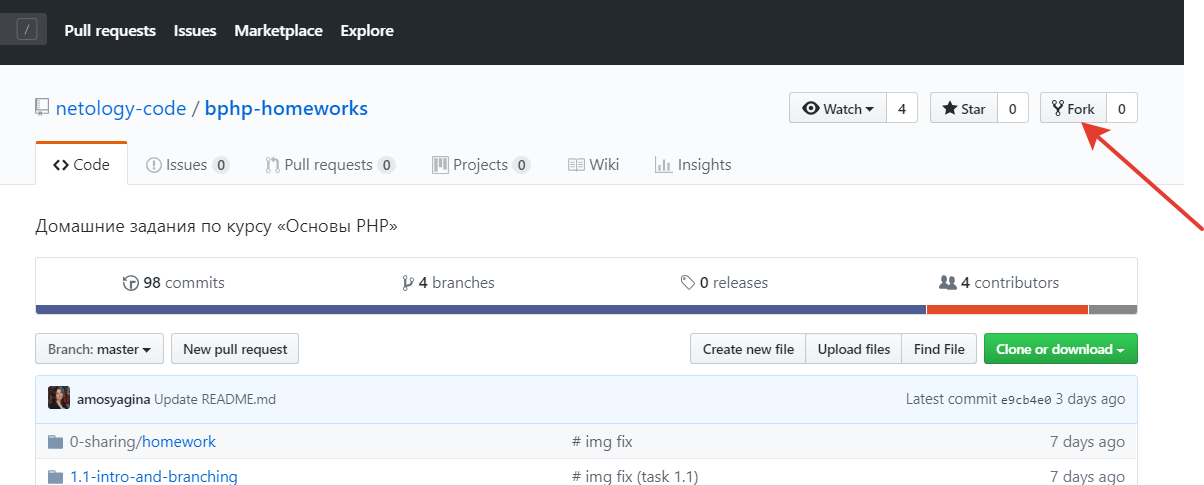 / Pull requests Issues Marketplace Explore
netology-code / bphp-homeworks Watch 4 Star 0 Fork 0
Code Issues 0 Pull requests 0 Projects 0 Wiki Insights
Домашние задания по курсу «Основы PHP»
98 commits 4 branches 0 releases 4 contributors
Branch: master New pull request Create new file Upload files Find File Clone or download
amosyagina Update README.md Latest commit e9cb4e0 3 days ago
0-sharing/homework # img fix 7 days ago
1.1-intro-and-branching # img fix (task 1.1) 7 days ago